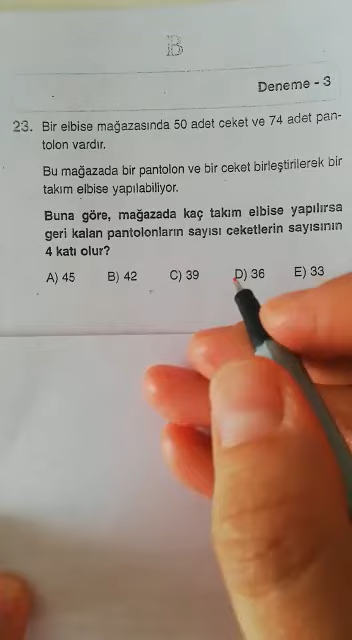 B
Deneme - 3
23. Bir elbise mağazasında 50 adet ceket ve 74 adet pan-
tolon vardır.
Bu mağazada bir pantolon ve bir ceket birleştirilerek bir
takım elbise yapılabiliyor.
Buna göre, mağazada kaç takım elbise yapılırsa
geri kalan pantolonların sayısı ceketlerin sayısının
4 katı olur?
A) 45 B) 42 C) 39 D) 36 E) 33